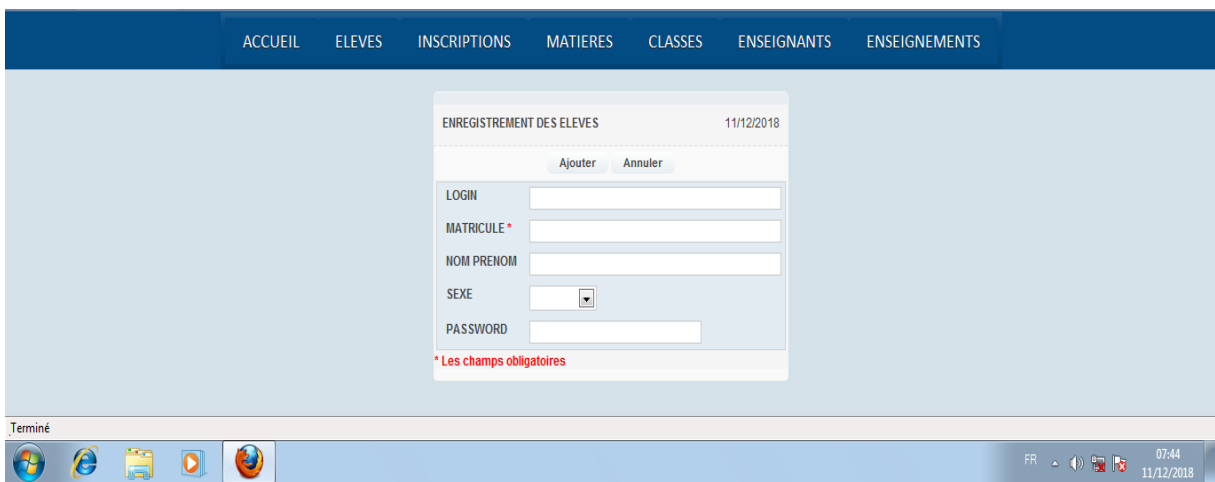 ACCUEIL ELEVES INSCRIPTIONS MATIERES CLASSES ENSEIGNANTS ENSEIGNEMENTS
ENREGISTREMENT DES ELEVES 11/12/2018
Ajouter Annuler
LOGIN
MATRICULE *
NOM PRENOM
SEXE
PASSWORD
* Les champs obligatoires
Terminé
FR 07:44
11/12/2018